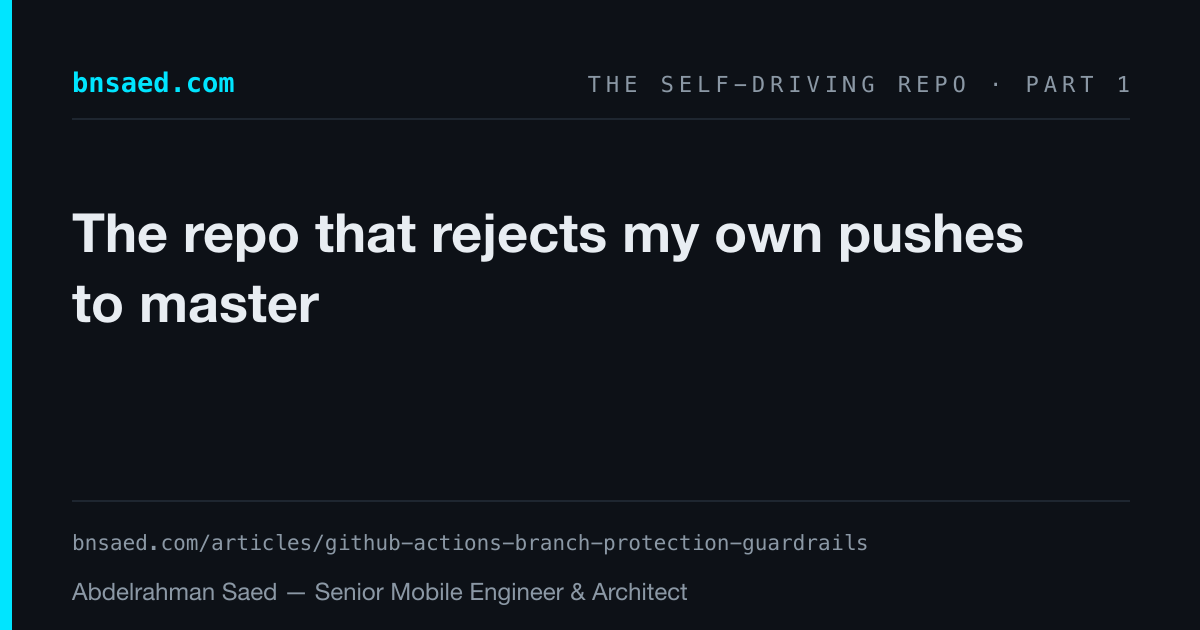 bnsaed.com
THE SELF–DRIVING REPO · PART 1
The repo that rejects my own pushes
to master
bnsaed.com/articles/github-actions-branch-protection-guardrails
Abdelrahman Saed — Senior Mobile Engineer & Architect